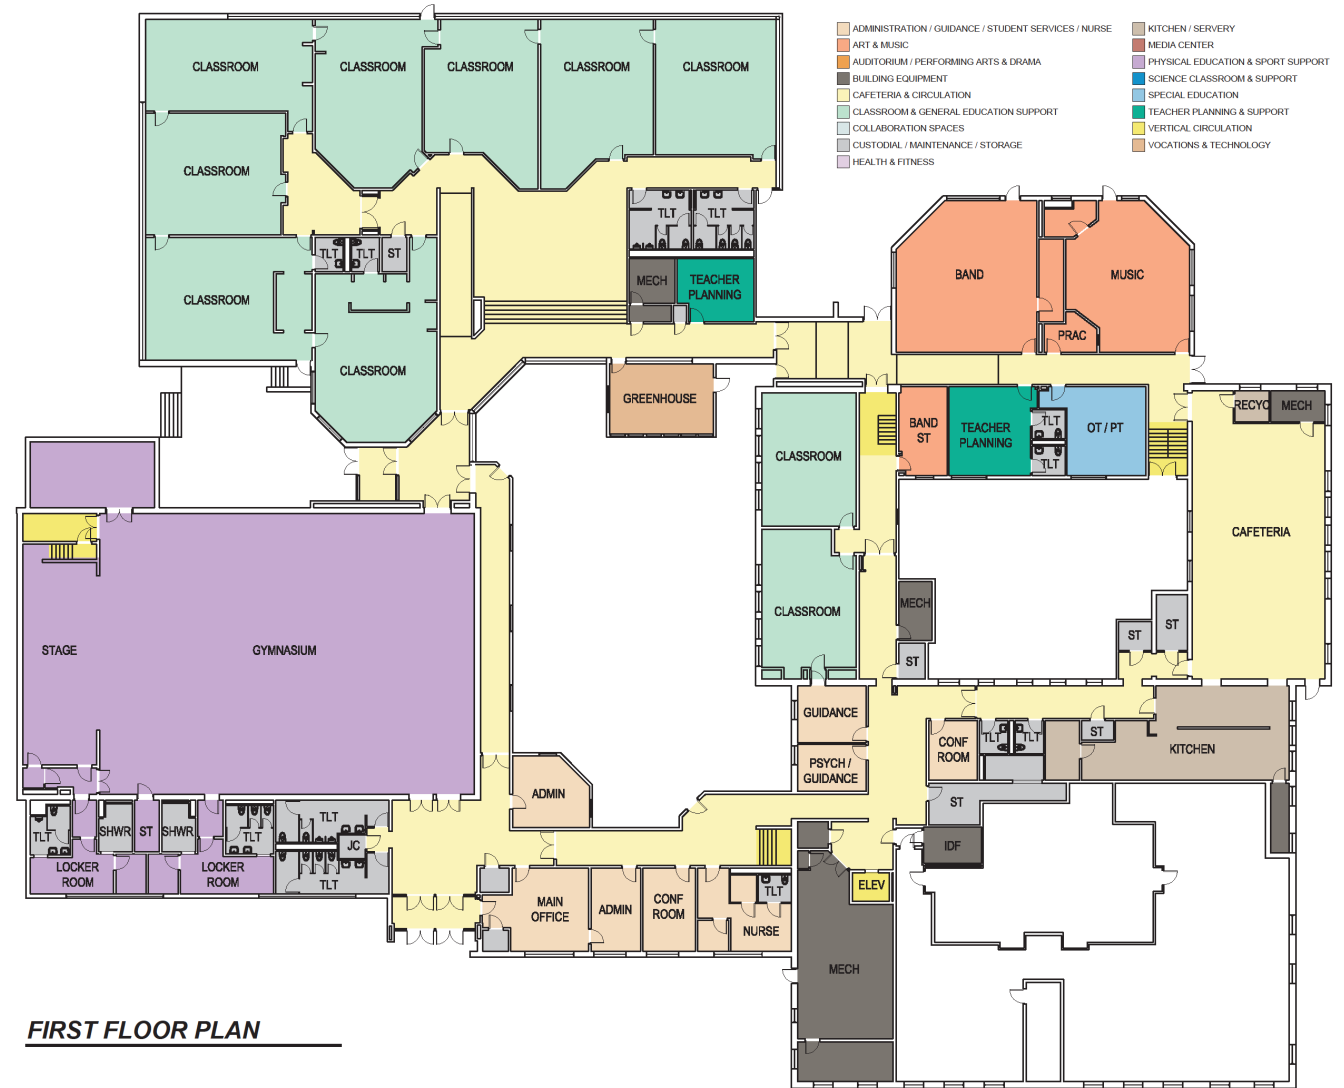 ADMINISTRATION / GUIDANCE / STUDENT SERVICES / NURSE
ART & MUSIC
AUDITORIUM / PERFORMING ARTS & DRAMA
BUILDING EQUIPMENT
CAFETERIA & CIRCULATION
CLASSROOM & GENERAL EDUCATION SUPPORT
COLLABORATION SPACES
CUSTODIAL / MAINTENANCE / STORAGE
HEALTH & FITNESS
KITCHEN / SERVERY
MEDIA CENTER
PHYSICAL EDUCATION & SPORT SUPPORT
SCIENCE CLASSROOM & SUPPORT
SPECIAL EDUCATION
TEACHER PLANNING & SUPPORT
VERTICAL CIRCULATION
VOCATIONS & TECHNOLOGY
CLASSROOM
CLASSROOM
CLASSROOM
CLASSROOM
CLASSROOM
CLASSROOM
CLASSROOM
TLT
TLT
ST
CLASSROOM
TLT
TLT
MECH
TEACHER
PLANNING
BAND
MUSIC
PRAC
GREENHOUSE
BAND
ST
TEACHER
PLANNING
TLT
TLT
OT / PT
RECYC
MECH
CLASSROOM
CLASSROOM
CAFETERIA
MECH
ST
ST
ST
STAGE
GYMNASIUM
GUIDANCE
PSYCH /
GUIDANCE
CONF
ROOM
TLT
TLT
ST
KITCHEN
ADMIN
ST
IDF
TLT
SHWR
ST
SHWR
TLT
TLT
JC
TLT
LOCKER
ROOM
LOCKER
ROOM
MAIN
OFFICE
ADMIN
CONF
ROOM
TLT
NURSE
ELEV
MECH
FIRST FLOOR PLAN